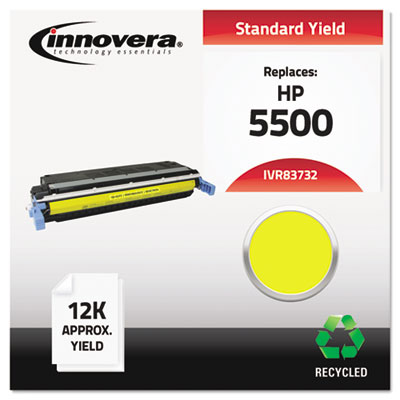 innovera
technology essentials
Standard Yield
Replaces:
HP
5500
IVR83732
12K
APPROX.
YIELD
RECYCLED